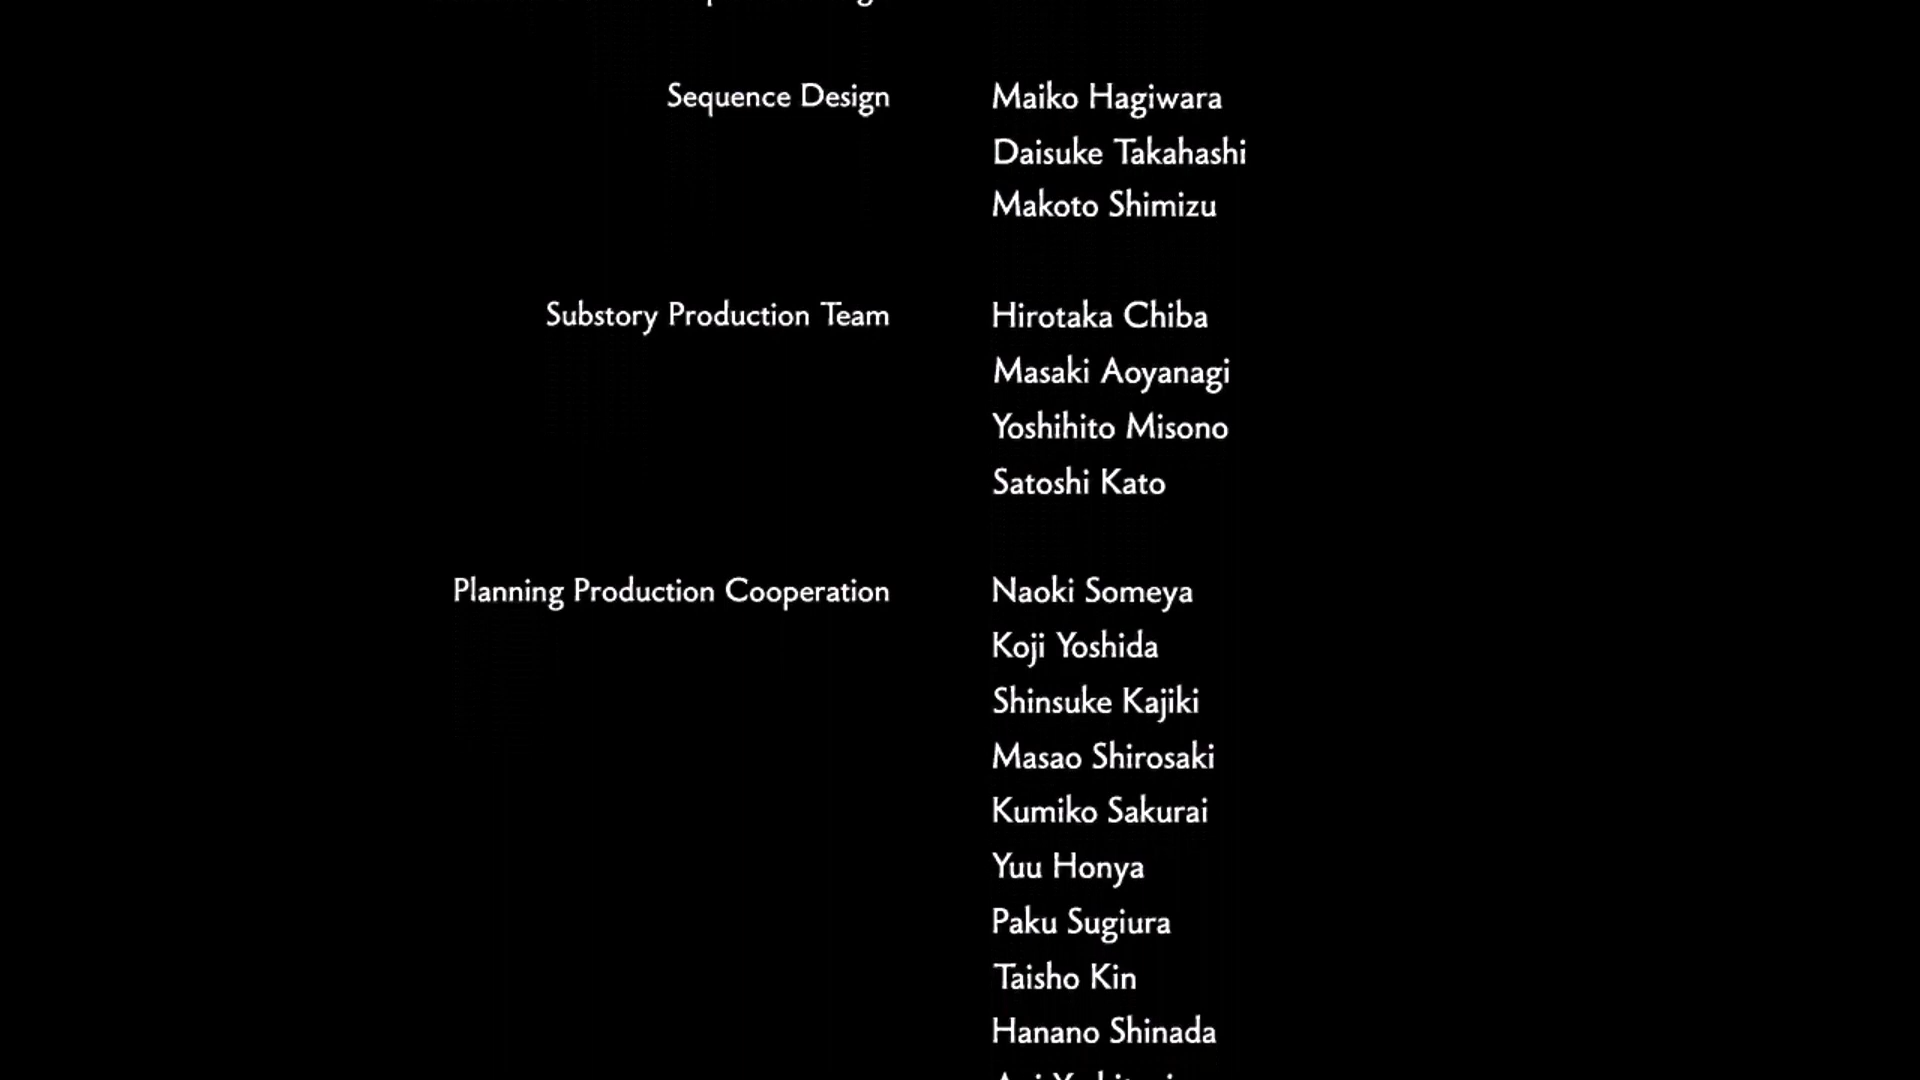 Sequence Design Maiko Hagiwara
Daisuke Takahashi
Makoto Shimizu
Substory Production Team Hirotaka Chiba
Masaki Aoyanagi
Yoshihito Misono
Satoshi Kato
Planning Production Cooperation Naoki Someya
Koji Yoshida
Shinsuke Kajiki
Masao Shirosaki
Kumiko Sakurai
Yuu Honya
Paku Sugiura
Taisho Kin
Hanano Shinada